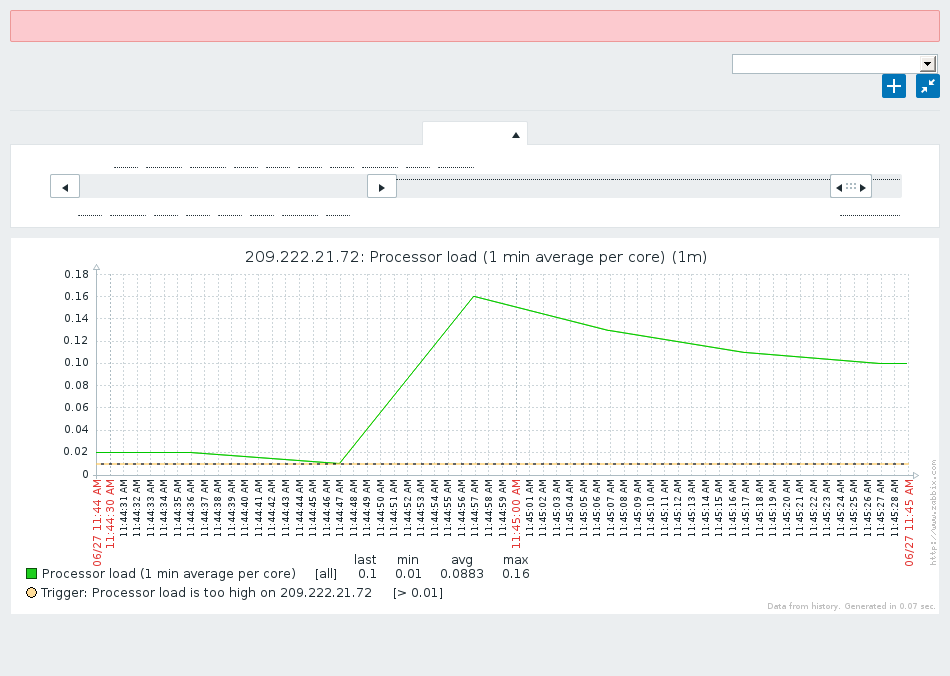 209.222.21.72: Processor load (1 min average per core) (1m)
0.18
0.16
0.14
0.12
0.10
0.08
0.06
0.04
0.02
0
06/27 11:44 AM
11:44:30 AM
11:44:31 AM
11:44:32 AM
11:44:33 AM
11:44:34 AM
11:44:35 AM
11:44:36 AM
11:44:37 AM
11:44:38 AM
11:44:39 AM
11:44:40 AM
11:44:41 AM
11:44:42 AM
11:44:43 AM
11:44:44 AM
11:44:45 AM
11:44:46 AM
11:44:47 AM
11:44:48 AM
11:44:49 AM
11:44:50 AM
11:44:51 AM
11:44:52 AM
11:44:53 AM
11:44:54 AM
11:44:55 AM
11:44:56 AM
11:44:57 AM
11:44:58 AM
11:44:59 AM
11:45:00 AM
11:45:01 AM
11:45:02 AM
11:45:03 AM
11:45:04 AM
11:45:05 AM
11:45:06 AM
11:45:07 AM
11:45:08 AM
11:45:09 AM
11:45:10 AM
11:45:11 AM
11:45:12 AM
11:45:13 AM
11:45:14 AM
11:45:15 AM
11:45:16 AM
11:45:17 AM
11:45:18 AM
11:45:19 AM
11:45:20 AM
11:45:21 AM
11:45:22 AM
11:45:23 AM
11:45:24 AM
11:45:25 AM
11:45:26 AM
11:45:27 AM
11:45:28 AM
06/27 11:45 AM
http://www.zabbix.com
last min avg max
Processor load (1 min average per core) [all] 0.1 0.01 0.0883 0.16
Trigger: Processor load is too high on 209.222.21.72 [> 0.01]
Data from history. Generated in 0.07 sec.